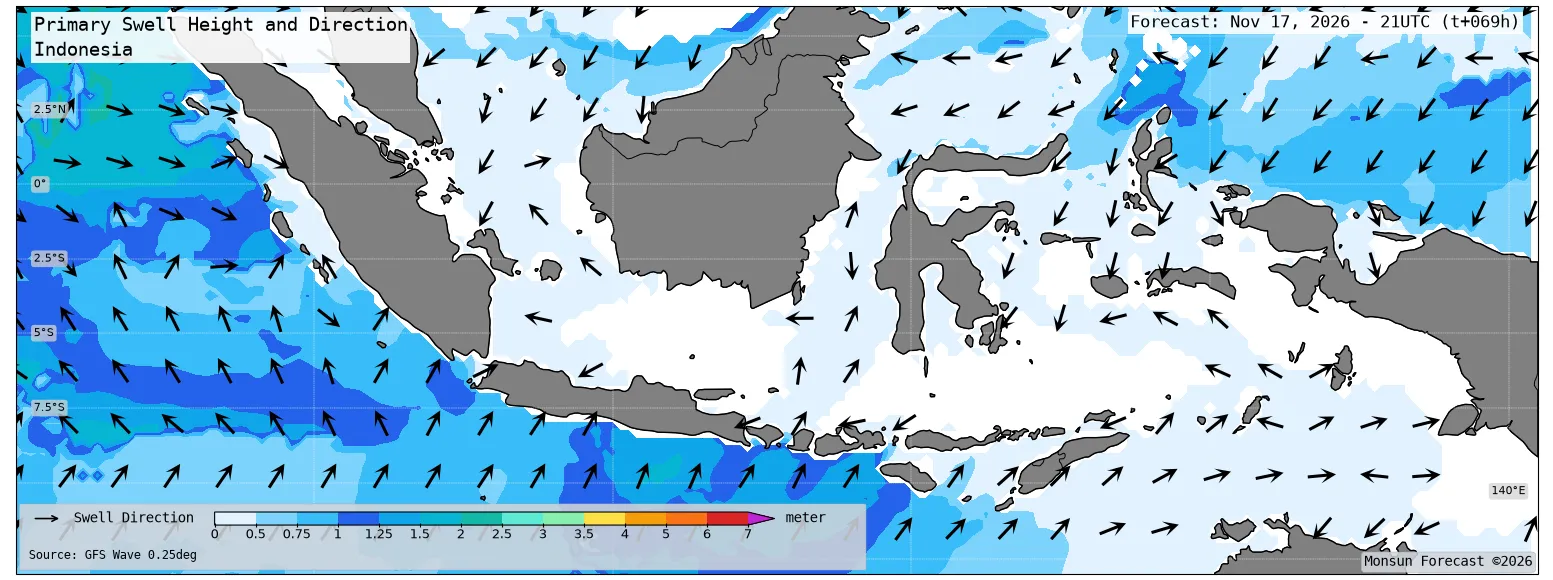 Primary Swell Height and Direction
Indonesia
Forecast: Nov 17, 2026 - 21UTC (t+069h)
2.5°N
0°
2.5°S
5°S
7.5°S
140°E
Swell Direction
0 0.5 0.75 1 1.25 1.5 2 2.5 3 3.5 4 5 6 7
meter
Source: GFS Wave 0.25deg
Monsun Forecast ©2026